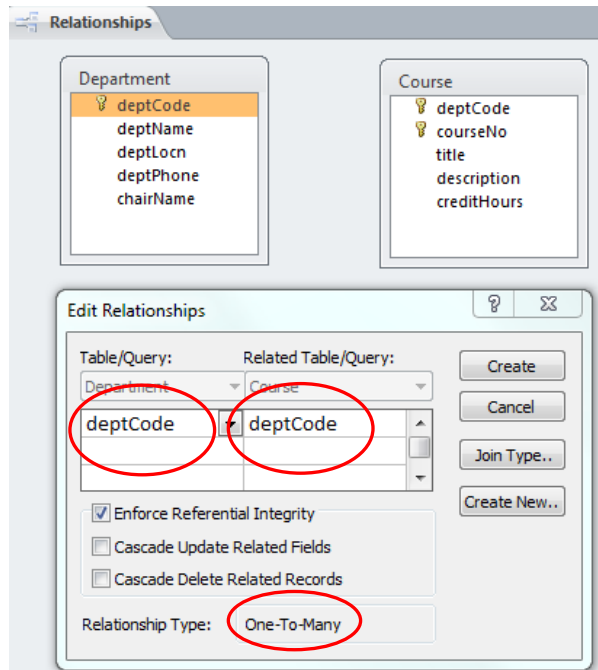 Relationships
Department
deptCode
deptName
deptLocn
deptPhone
chairName
Course
deptCode
courseNo
title
description
creditHours
Edit Relationships
Table/Query: Related Table/Query:
Department Course
deptCode deptCode
Enforce Referential Integrity
Cascade Update Related Fields
Cascade Delete Related Records
Relationship Type: One-To-Many
Create
Cancel
Join Type..
Create New..